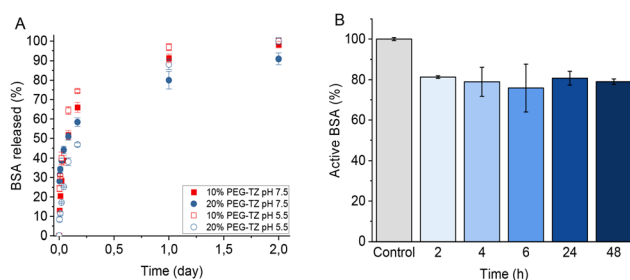 A
BSA released (%)
100
90
80
70
60
50
40
30
20
10
0
10% PEG-TZ pH 7.5
20% PEG-TZ pH 7.5
10% PEG-TZ pH 5.5
20% PEG-TZ pH 5.5
0,0 0,5 1,0 1,5 2,0
Time (day)
B
Active BSA (%)
100
80
60
40
20
0
Control 2 4 6 24 48
Time (h)